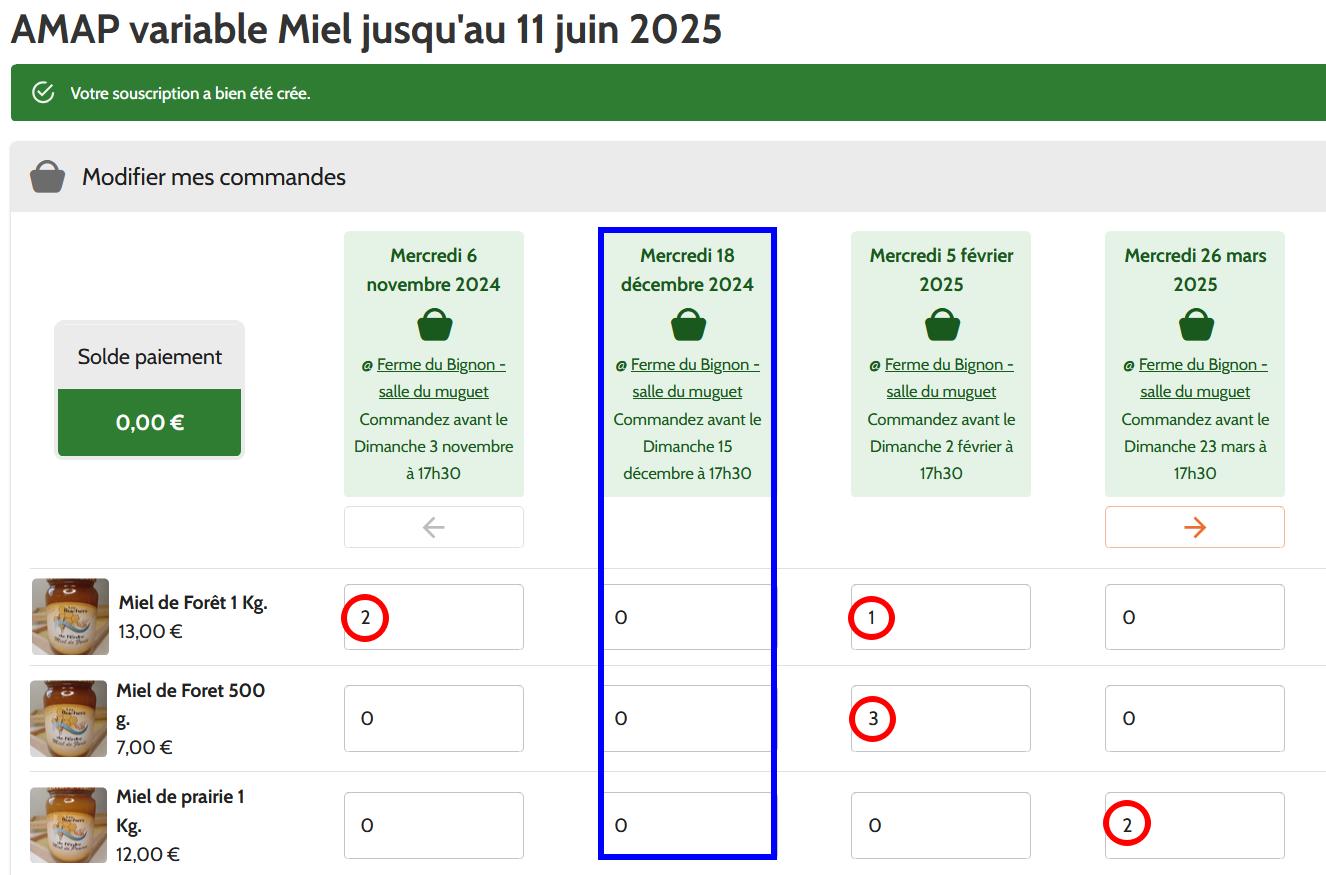 AMAP variable Miel jusqu'au 11 juin 2025
Votre souscription a bien été crée.
Modifier mes commandes
Solde paiement
0,00 €
Mercredi 6
novembre 2024
@ Ferme du Bignon -
salle du muguet
Commandez avant le
Dimanche 3 novembre
à 17h30
Mercredi 18
décembre 2024
@ Ferme du Bignon -
salle du muguet
Commandez avant le
Dimanche 15
décembre à 17h30
Mercredi 5 février
2025
@ Ferme du Bignon -
salle du muguet
Commandez avant le
Dimanche 2 février à
17h30
Mercredi 26 mars
2025
@ Ferme du Bignon -
salle du muguet
Commandez avant le
Dimanche 23 mars à
17h30
Miel de Forêt 1 Kg.
13,00 €
2 0 1 0
Miel de Foret 500
g.
7,00 €
0 0 3 0
Miel de prairie 1
Kg.
12,00 €
0 0 0 2